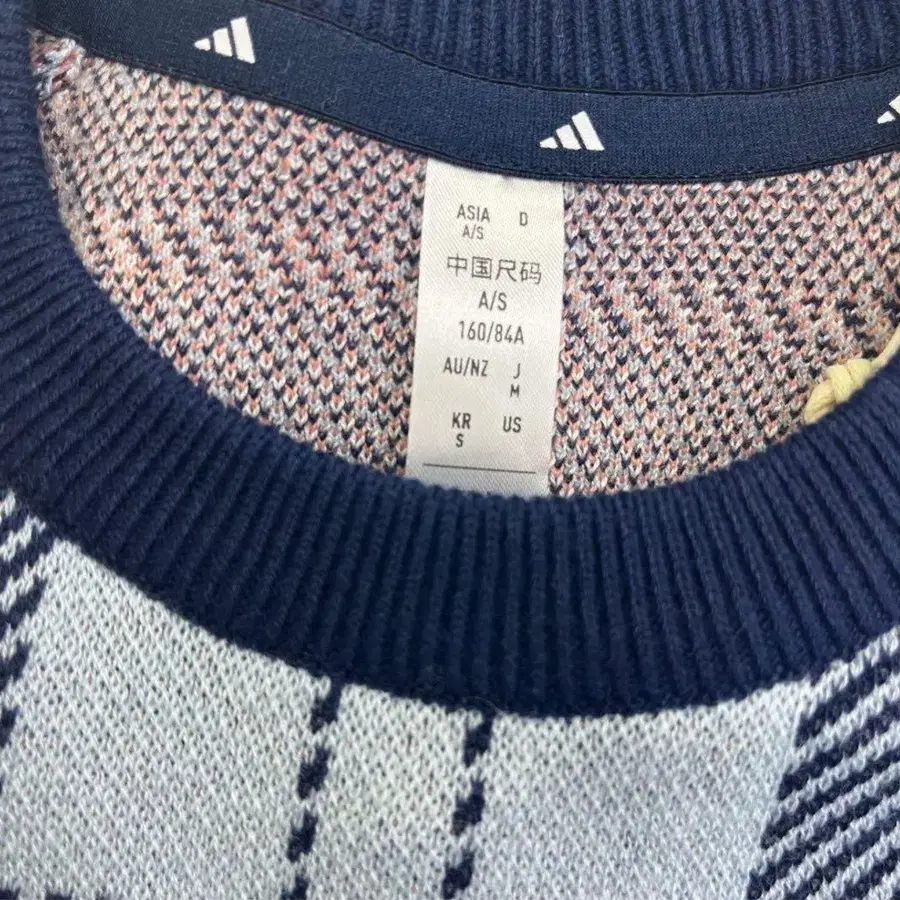 ASIA D
A/S
中国尺码
A/S
160/84A
AU/NZ J
M
KR US
S